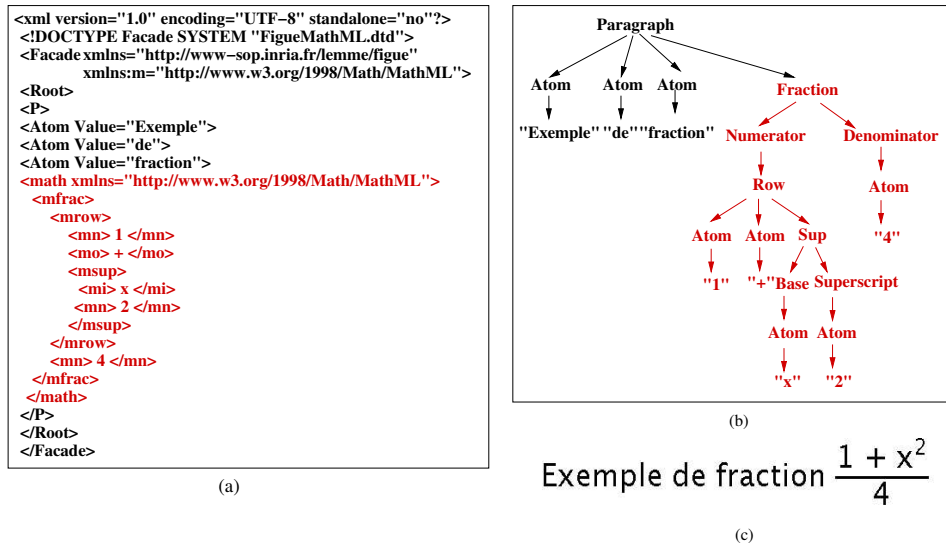 <xml version="1.0" encoding="UTF-8" standalone="no"?>
<!DOCTYPE Facade SYSTEM "FigueMathML.dtd">
<Facade xmlns="http://www-sop.inria.fr/lemme/figue"
xmlns:m="http://www.w3.org/1998/Math/MathML">
<Root>
<P>
<Atom Value="Exemple">
<Atom Value="de">
<Atom Value="fraction">
<math xmlns="http://www.w3.org/1998/Math/MathML">
<mfrac>
<mrow>
<mn> 1 </mn>
<mo> + </mo>
<msup>
<mi> x </mi>
<mn> 2 </mn>
</msup>
</mrow>
<mn> 4 </mn>
</mfrac>
</math>
</P>
</Root>
</Facade>
(a)
Paragraph
Atom Atom Atom Fraction
"Exemple" "de" "fraction" Numerator Denominator
Row Atom
Atom Atom Sup "4"
"1" "+" Base Superscript
Atom Atom
"x" "2"
(b)
Exemple de fraction 1 + x²
4
(c)